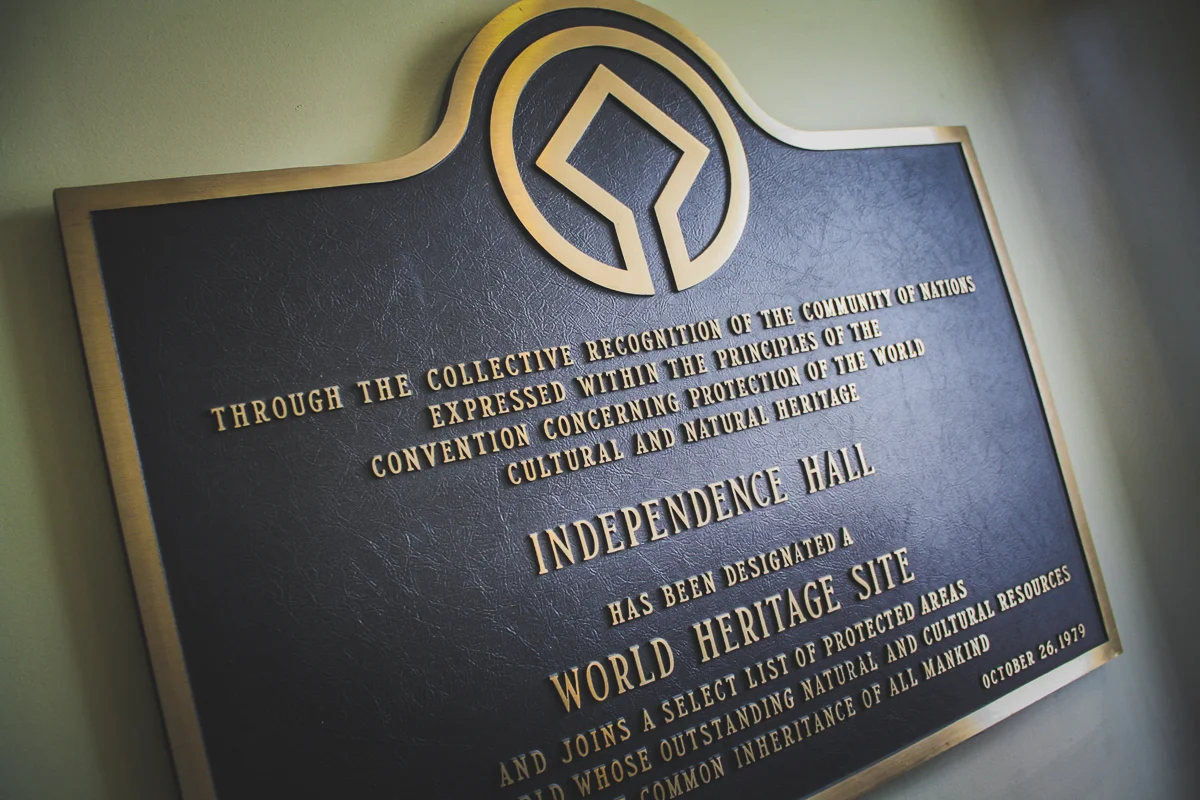 THROUGH THE COLLECTIVE RECOGNITION OF THE COMMUNITY OF NATIONS
EXPRESSED WITHIN THE PRINCIPLES OF THE
CONVENTION CONCERNING PROTECTION OF THE WORLD
CULTURAL AND NATURAL HERITAGE
INDEPENDENCE HALL
HAS BEEN DESIGNATED A
WORLD HERITAGE SITE
AND JOINS A SELECT LIST OF PROTECTED AREAS
WHOSE OUTSTANDING NATURAL AND CULTURAL RESOURCES
COMMON INHERITANCE OF ALL MANKIND
OCTOBER 26, 1979